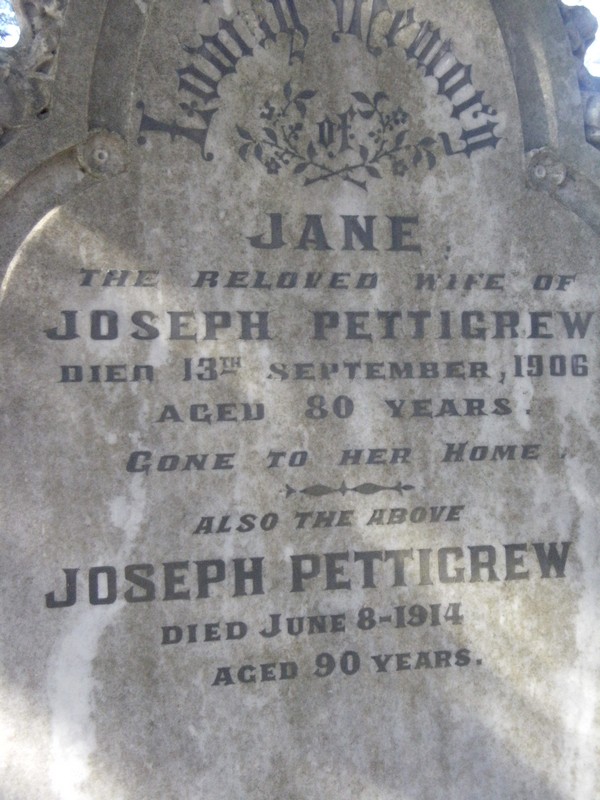 In Memory
of
JANE
THE BELOVED WIFE OF
JOSEPH PETTIGREW
DIED 13TH SEPTEMBER, 1906
AGED 80 YEARS.
GONE TO HER HOME.
ALSO THE ABOVE
JOSEPH PETTIGREW
DIED JUNE 8-1914
AGED 90 YEARS.